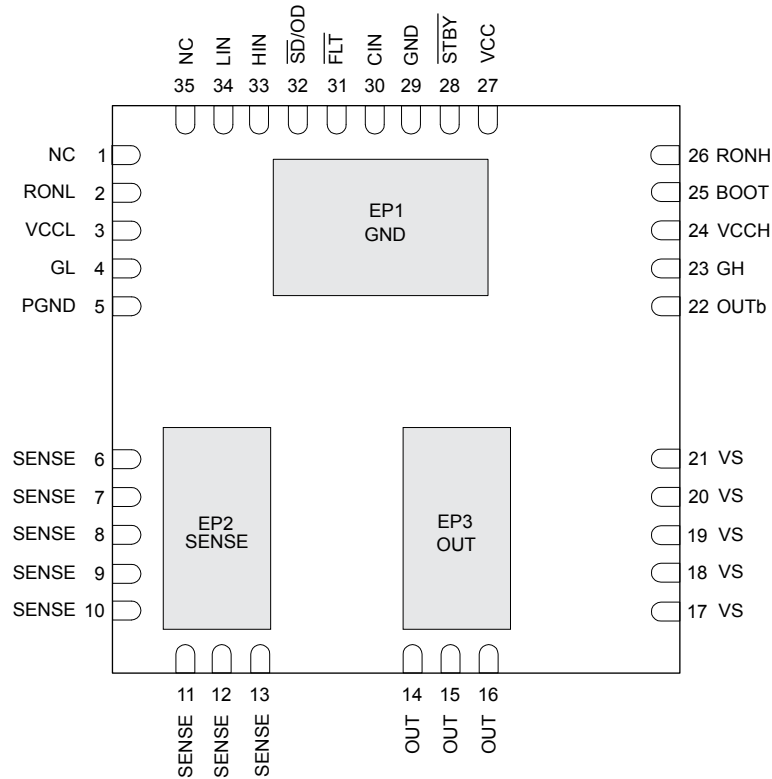 NC
LIN
HIN
S̅D̅/OD
F̅L̅T̅
CIN
GND
S̅T̅B̅Y̅
VCC
35 34 33 32 31 30 29 28 27
NC 1
RONL 2
VCCL 3
GL 4
PGND 5
26 RONH
25 BOOT
24 VCCH
23 GH
22 OUTb
EP1
GND
SENSE 6
SENSE 7
SENSE 8
SENSE 9
SENSE 10
EP2
SENSE
EP3
OUT
21 VS
20 VS
19 VS
18 VS
17 VS
11 12 13 14 15 16
SENSE
SENSE
SENSE
OUT
OUT
OUT